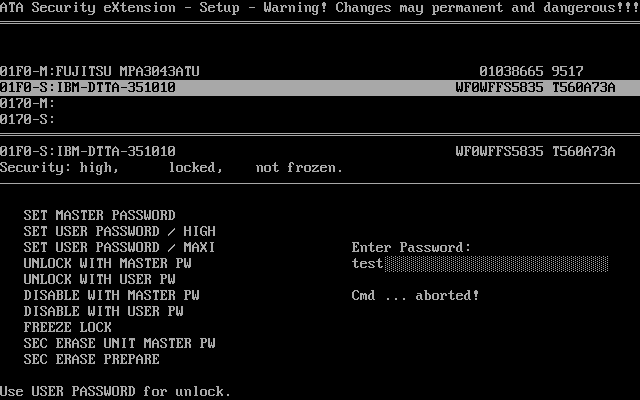 ATA Security eXtension - Setup - Warning! Changes may permanent and dangerous!!!
01F0-M:FUJITSU MPA3043ATU 01038665 9517
01F0-S:IBM-DTTA-351010 WF0WFFS5835 T560A73A
0170-M:
0170-S:
01F0-S:IBM-DTTA-351010 WF0WFFS5835 T560A73A
Security: high, locked, not frozen.
SET MASTER PASSWORD
SET USER PASSWORD / HIGH
SET USER PASSWORD / MAXI
UNLOCK WITH MASTER PW
UNLOCK WITH USER PW
DISABLE WITH MASTER PW
DISABLE WITH USER PW
FREEZE LOCK
SEC ERASE UNIT MASTER PW
SEC ERASE PREPARE
Enter Password:
test
Cmd ... aborted!
Use USER PASSWORD for unlock.